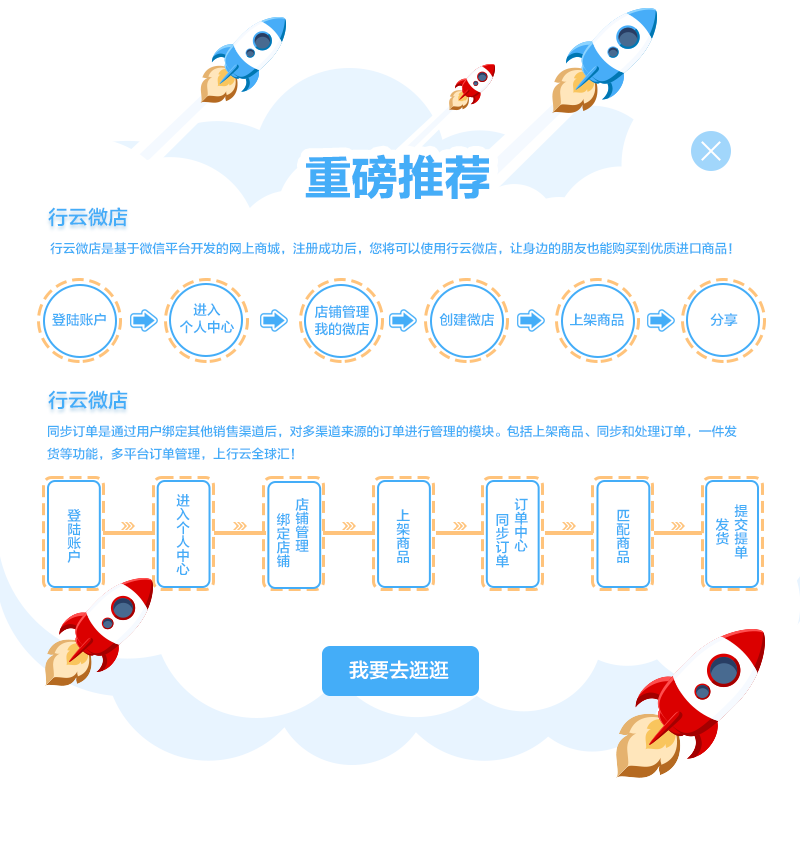 重磅推荐
行云微店
行云微店是基于微信平台开发的网上商城，注册成功后，您将可以使用行云微店，让身边的朋友也能购买到优质进口商品！
登陆账户
进入
个人中心
店铺管理
我的微店
创建微店
上架商品
分享
行云微店
同步订单是通过用户绑定其他销售渠道后，对多渠道来源的订单进行管理的模块。包括上架商品、同步和处理订单，一件发
货等功能，多平台订单管理，上行云全球汇！
登陆账户
进入个人中心
店铺管理
绑定店铺
上架商品
订单中心
同步订单
匹配商品
提交提单
发货
我要去逛逛